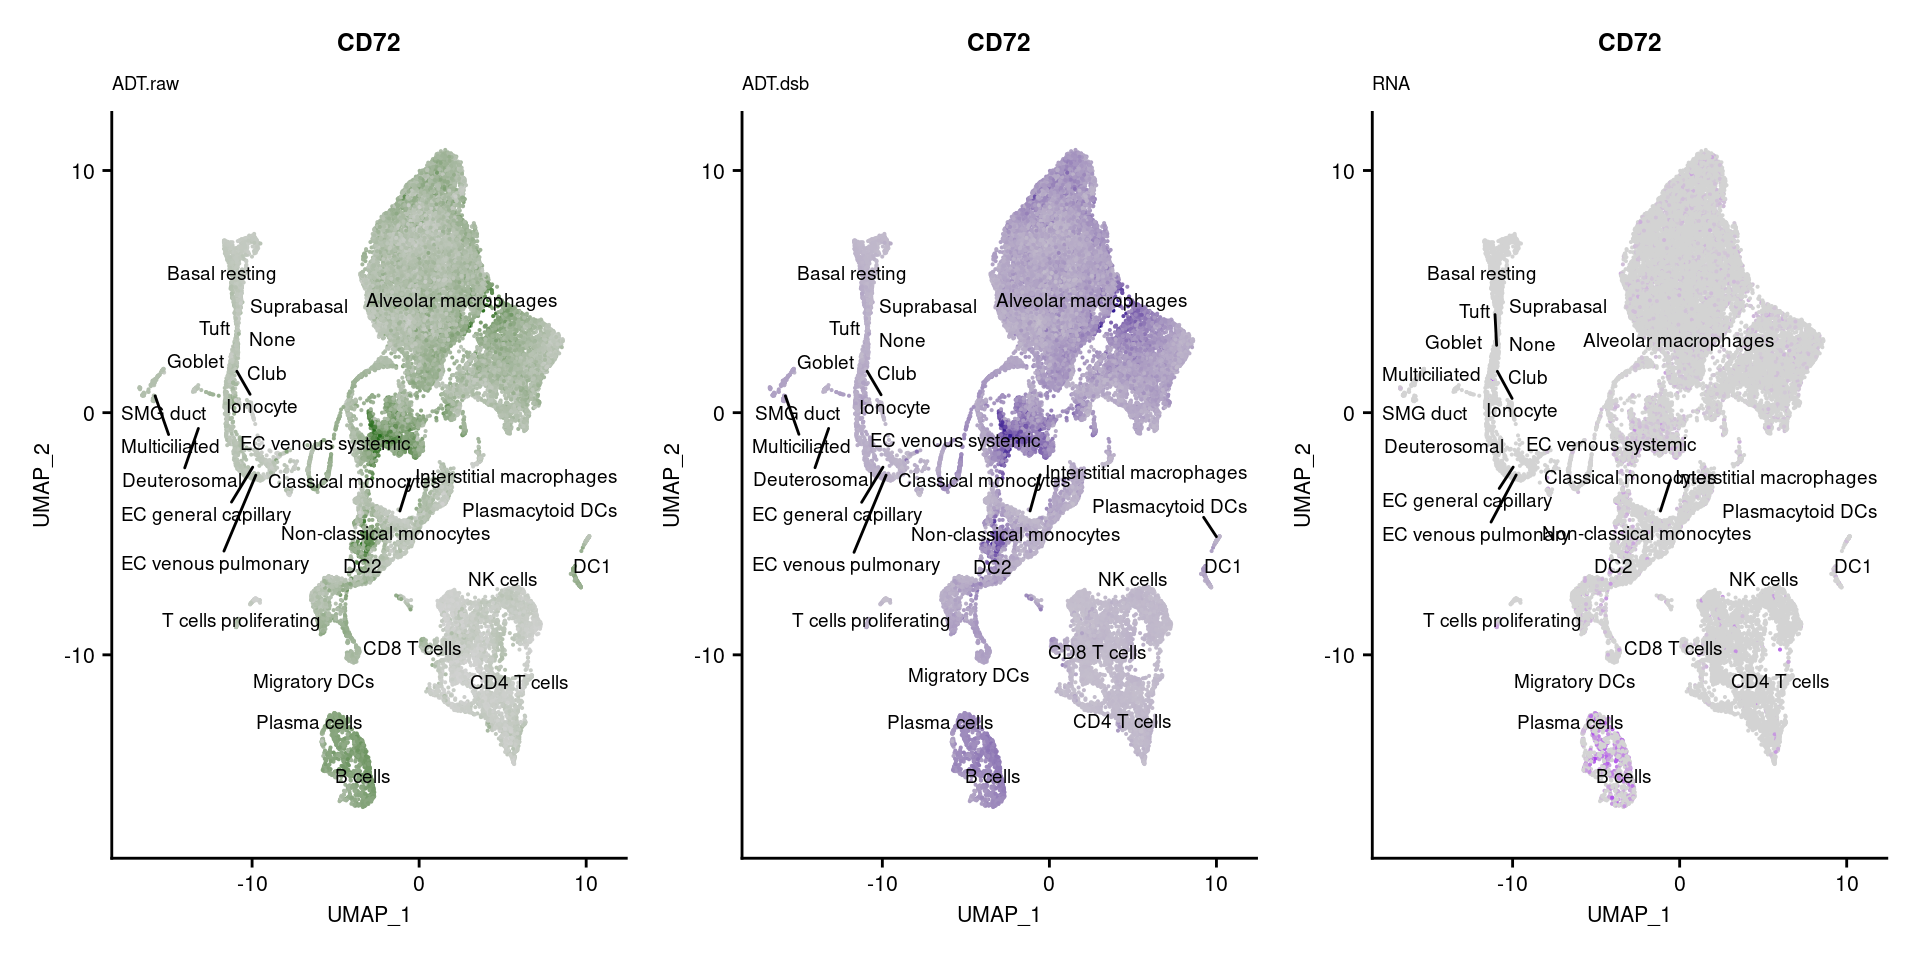 CD72
ADT.raw
10
0
-10
UMAP_2
Basal resting
Suprabasal
Alveolar macrophages
Tuft
None
Goblet
Club
SMG duct
Ionocyte
Multiciliated
EC venous systemic
Deuterosomal
Classical monocytes
Interstitial macrophages
EC general capillary
Plasmacytoid DCs
Non-classical monocytes
EC venous pulmonary
DC2
DC1
NK cells
T cells proliferating
CD8 T cells
Migratory DCs
CD4 T cells
Plasma cells
B cells
-10
0
10
UMAP_1
CD72
ADT.dsb
10
0
-10
UMAP_2
Basal resting
Suprabasal
Alveolar macrophages
Tuft
None
Goblet
Club
SMG duct
Ionocyte
Multiciliated
EC venous systemic
Deuterosomal
Classical monocytes
Interstitial macrophages
EC general capillary
Plasmacytoid DCs
Non-classical monocytes
EC venous pulmonary
DC2
DC1
NK cells
T cells proliferating
CD8 T cells
Migratory DCs
CD4 T cells
Plasma cells
B cells
-10
0
10
UMAP_1
CD72
RNA
10
0
-10
UMAP_2
Basal resting
Suprabasal
Tuft
Goblet
None
Alveolar macrophages
Multiciliated
Club
SMG duct
Ionocyte
Deuterosomal
EC venous systemic
Classical monocytes
Interstitial macrophages
EC general capillary
Plasmacytoid DCs
EC venous pulmonary
Non-classical monocytes
DC2
DC1
NK cells
T cells proliferating
CD8 T cells
Migratory DCs
CD4 T cells
Plasma cells
B cells
-10
0
10
UMAP_1